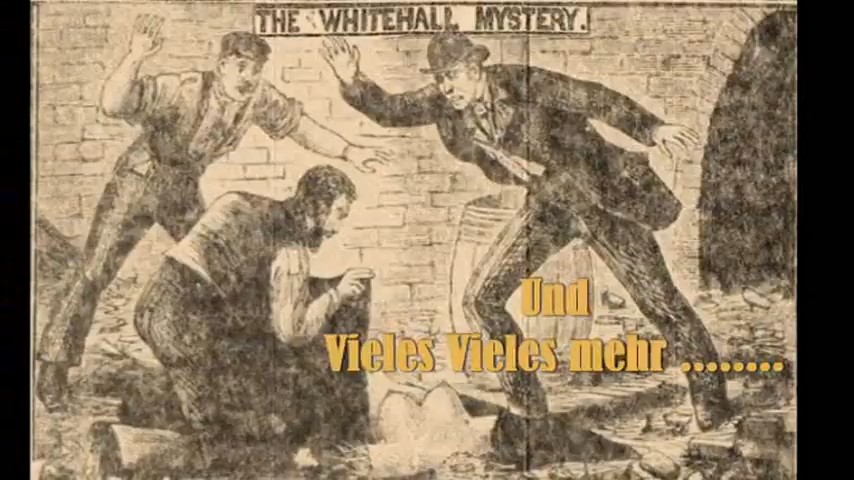 THE WHITEHALL MYSTERY.
Und
Vieles Vieles mehr ........